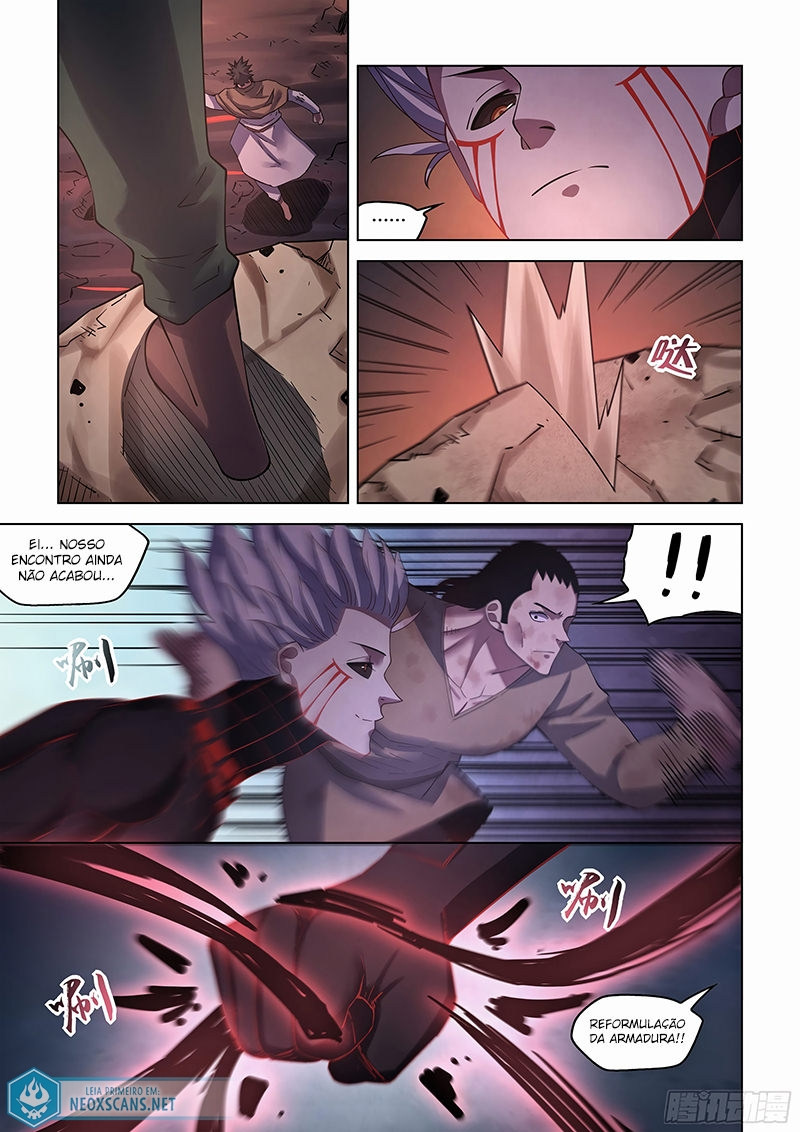 ......
哒
EI... NOSSO
ENCONTRO AINDA
NÃO ACABOU...
!!
唰
唰
唰
REFORMULAÇÃO
DA ARMADURA!!
LEIA PRIMEIRO EM:
NEOXSCANS.NET
腾讯动漫